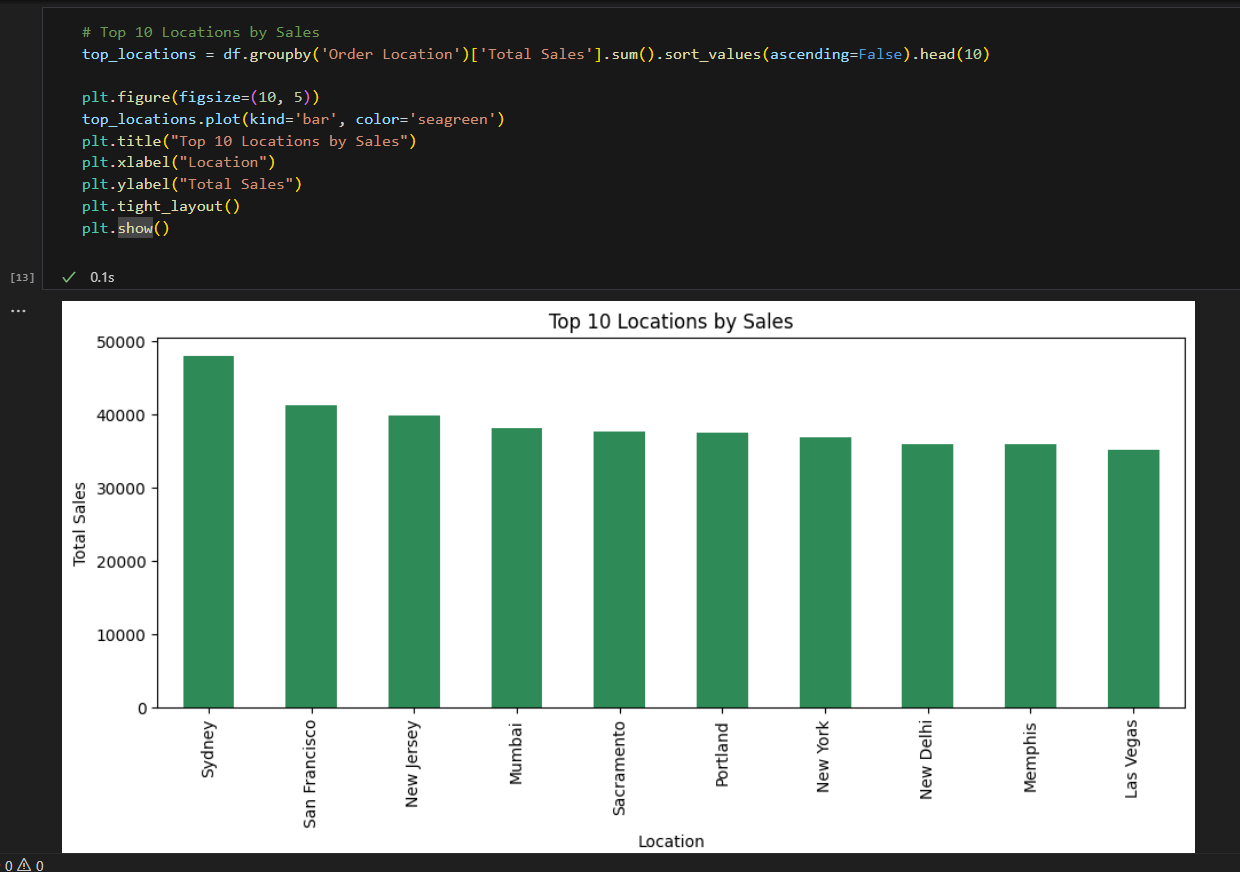 # Top 10 Locations by Sales
top_locations = df.groupby('Order Location')['Total Sales'].sum().sort_values(ascending=False).head(10)
plt.figure(figsize=(10, 5))
top_locations.plot(kind='bar', color='seagreen')
plt.title("Top 10 Locations by Sales")
plt.xlabel("Location")
plt.ylabel("Total Sales")
plt.tight_layout()
plt.show()
[13]
0.1s
...
Top 10 Locations by Sales
Total Sales
50000
40000
30000
20000
10000
0
Sydney
San Francisco
New Jersey
Mumbai
Sacramento
Portland
New York
New Delhi
Memphis
Las Vegas
Location
0 0